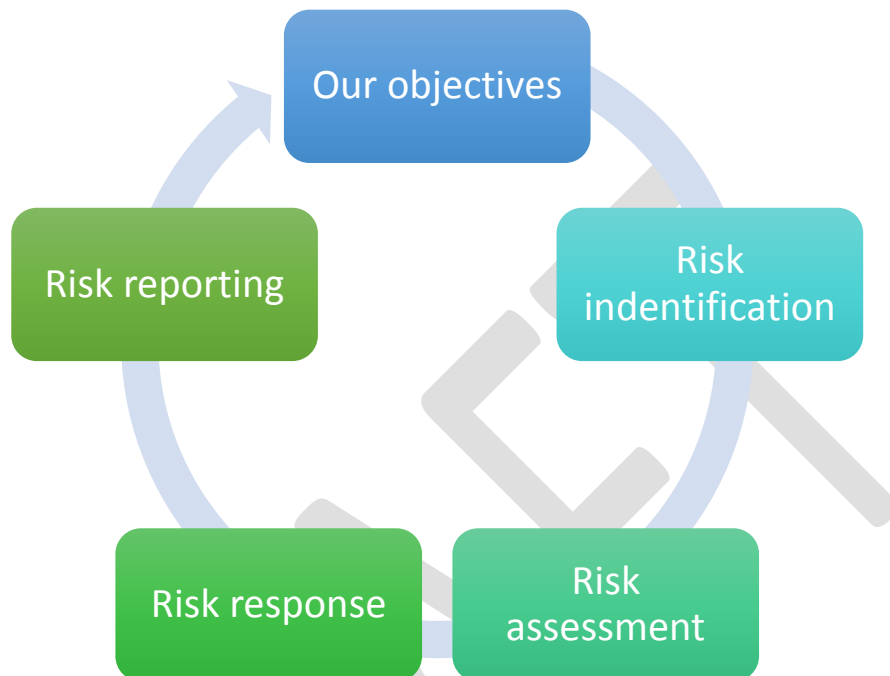 Our objectives
Risk
indentification
Risk
assessment
Risk response
Risk reporting